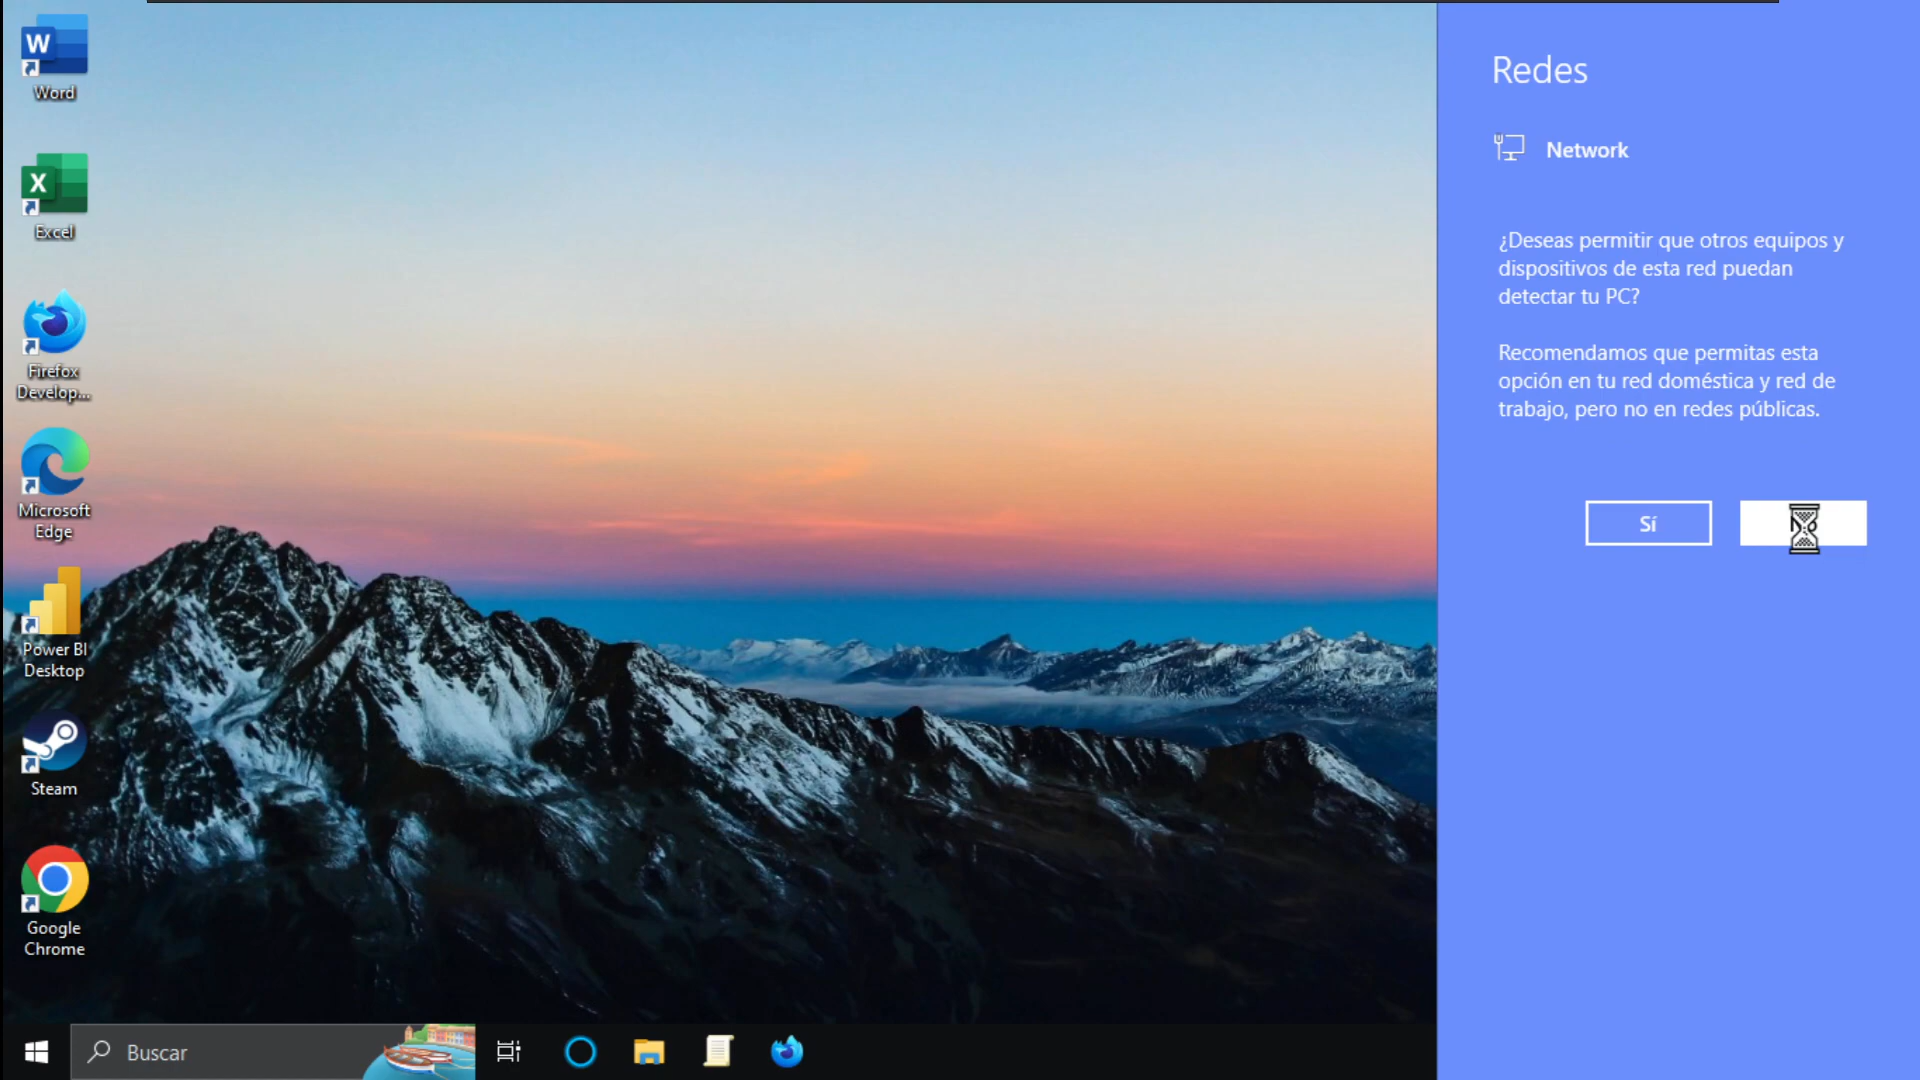 Word
Excel
Firefox
Develop...
Microsoft
Edge
Power BI
Desktop
Steam
Google
Chrome
Redes
Network
¿Deseas permitir que otros equipos y
dispositivos de esta red puedan
detectar tu PC?
Recomendamos que permitas esta
opción en tu red doméstica y red de
trabajo, pero no en redes públicas.
Sí
No
Buscar